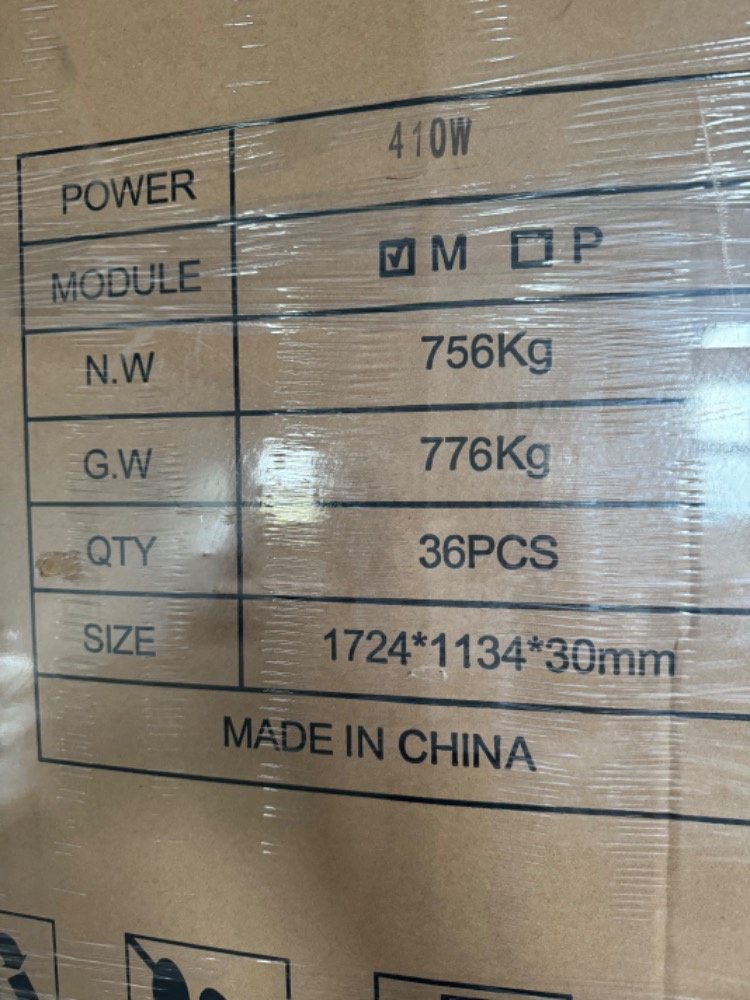 POWER 410W
MODULE ☑ M ☐ P
N.W 756Kg
G.W 776Kg
QTY 36PCS
SIZE 1724*1134*30mm
MADE IN CHINA